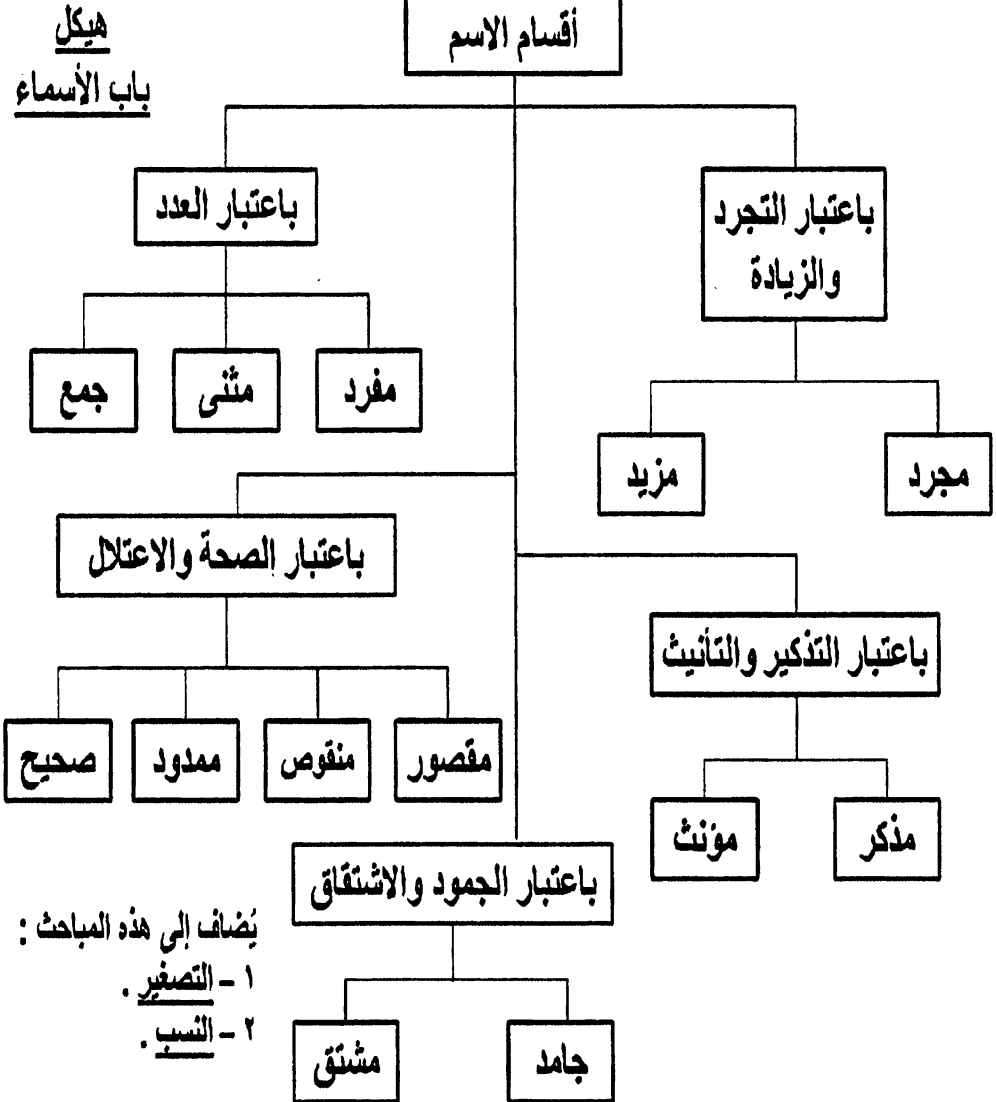 هيكل
باب الأسماء
أقسام الاسم
باعتبار التجرد
والزيادة
باعتبار العدد
مفرد
مثنى
جمع
مجرد
مزيد
باعتبار الصحة والاعتلال
باعتبار التذكير والتأنيث
مقصور
منقوص
ممدود
صحيح
مذكر
مؤنث
باعتبار الجمود والاشتقاق
جامد
مشتق
يُضاف إلى هذه المباحث :
١ – التصغير .
٢ – النسب .